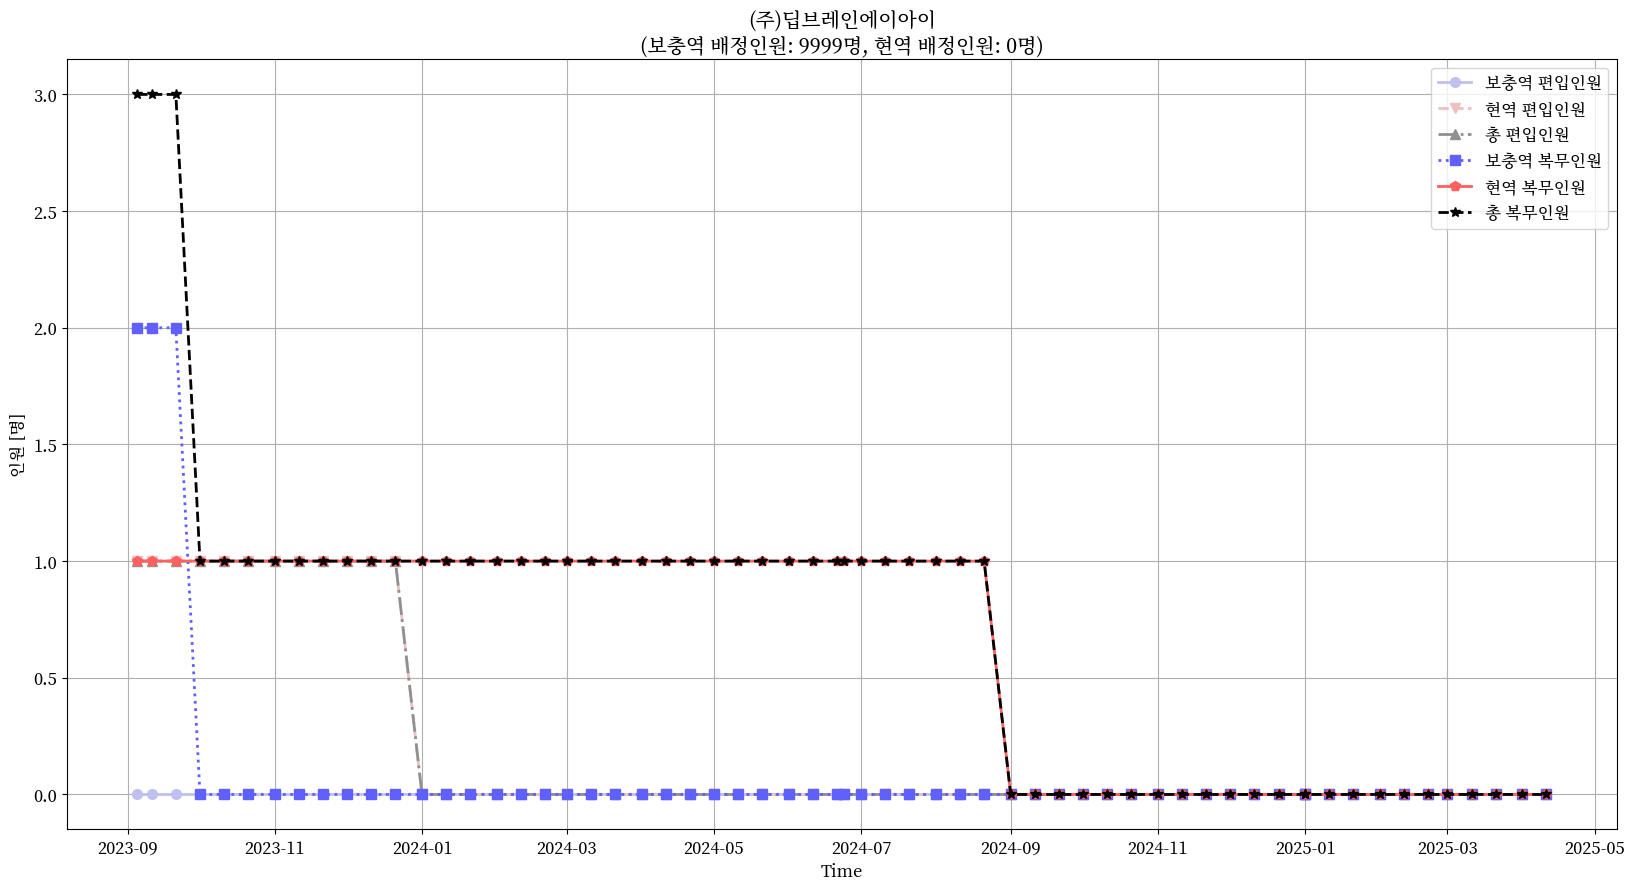 (주)딥브레인에이아이
(보충역 배정인원: 9999명, 현역 배정인원: 0명)
보충역 편입인원
현역 편입인원
총 편입인원
보충역 복무인원
현역 복무인원
총 복무인원
인원 [명]
3.0
2.5
2.0
1.5
1.0
0.5
0.0
2023-09 2023-11 2024-01 2024-03 2024-05 2024-07 2024-09 2024-11 2025-01 2025-03 2025-05
Time